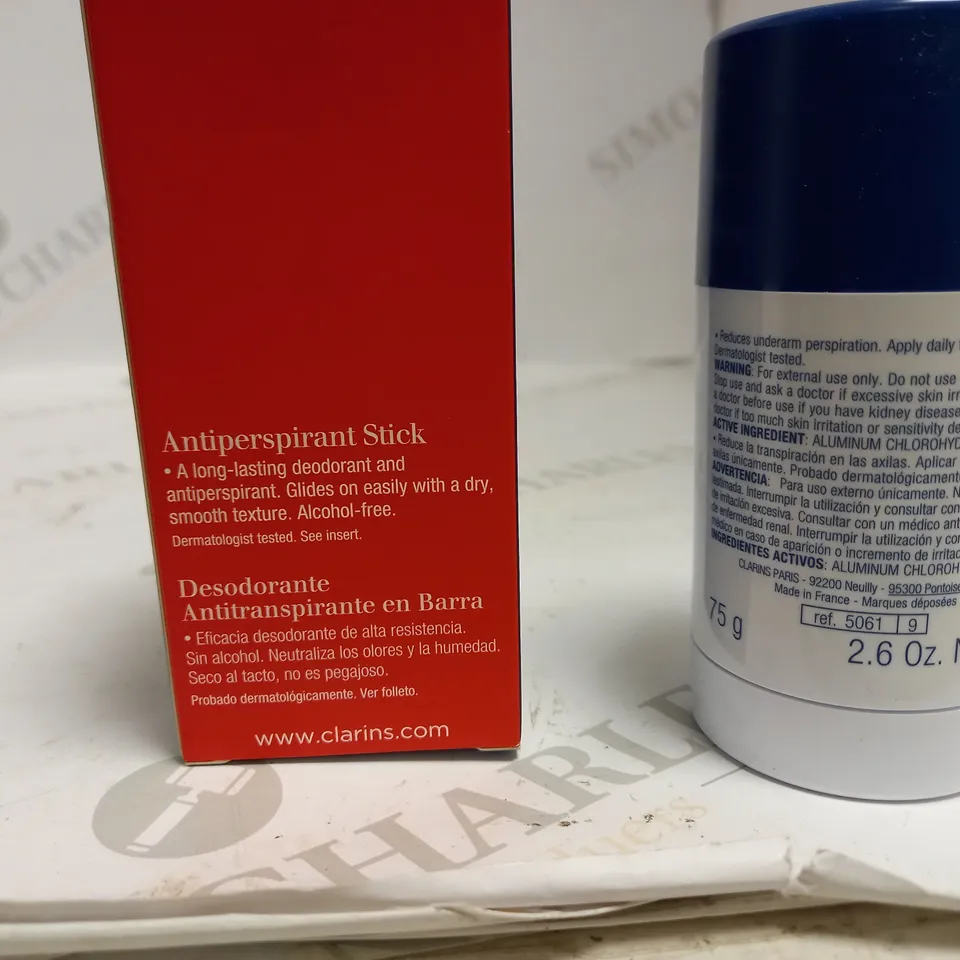 Antiperspirant Stick
• A long-lasting deodorant and
antiperspirant. Glides on easily with a dry,
smooth texture. Alcohol-free.
Dermatologist tested. See insert.
Desodorante
Antitranspirante en Barra
• Eficacia desodorante de alta resistencia.
Sin alcohol. Neutraliza los olores y la humedad.
Seco al tacto, no es pegajoso.
Probado dermatológicamente. Ver folleto.
www.clarins.com
• Reduces underarm perspiration. Apply daily
Dermatologist tested.
WARNING: For external use only. Do not use
Stop use and ask a doctor if excessive skin
a doctor before use if you have kidney disease
doctor if too much skin irritation or sensitivity
ACTIVE INGREDIENT: ALUMINUM
• Reduce la transpiración en las axilas. Aplicar
axilas únicamente. Probado dermatológicamente
ADVERTENCIA: Para uso externo únicamente.
Interrumpir la utilización y consultar
de irritación excesiva. Consultar con un médico
de enfermedad renal. Interrumpir la utilización y
médico en caso de aparición o incremento de
INGREDIENTES ACTIVOS: ALUMINUM
CLARINS PARIS - 92200 Neuilly - 95300 Pontoise
Made in France - Marques déposées
ref. 5061 9
75 g
2.6 Oz.
SIMO
CHARL
CHARLE